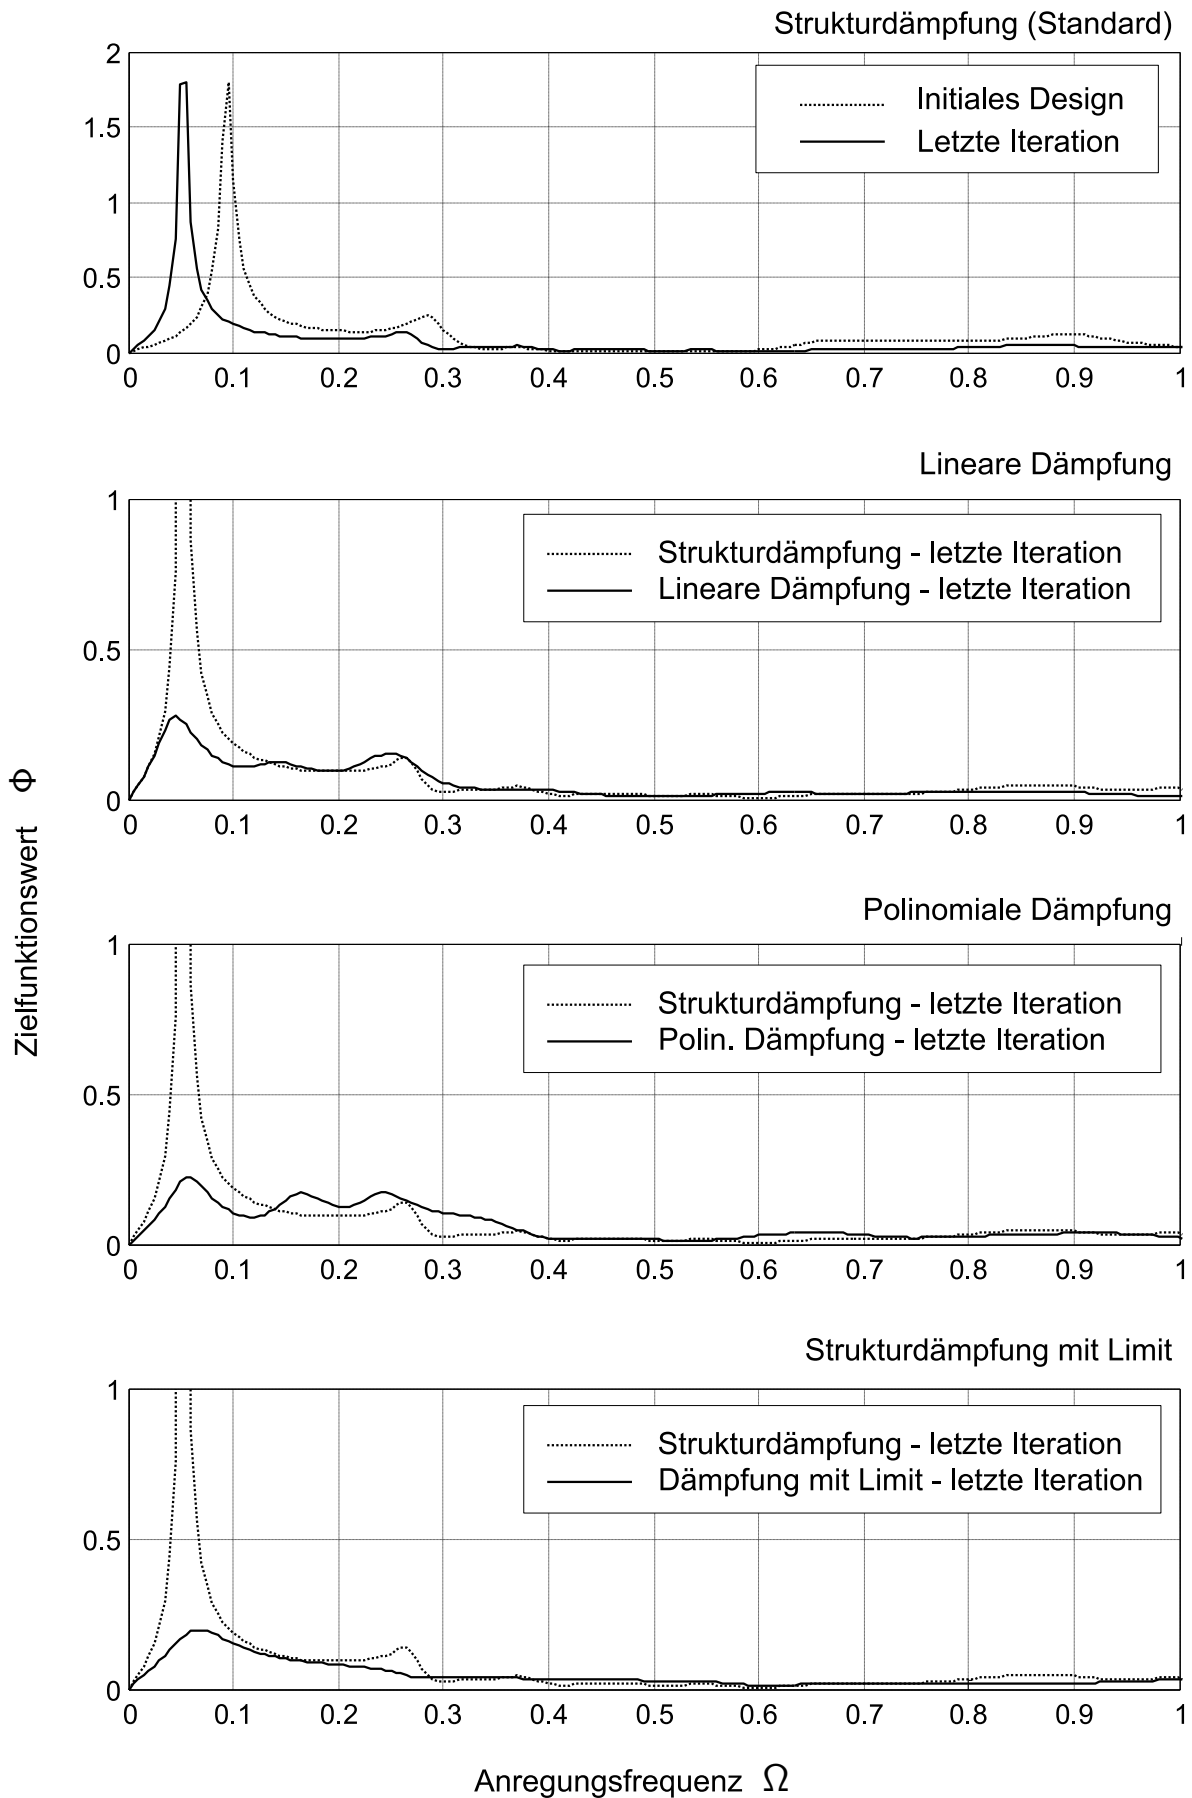 Strukturdämpfung (Standard)
2
1.5
1
0.5
0
Initiales Design
Letzte Iteration
0 0.1 0.2 0.3 0.4 0.5 0.6 0.7 0.8 0.9 1
Lineare Dämpfung
1
0.5
0
Strukturdämpfung - letzte Iteration
Lineare Dämpfung - letzte Iteration
0 0.1 0.2 0.3 0.4 0.5 0.6 0.7 0.8 0.9 1
Zielfunktionswert Φ
Polinomiale Dämpfung
1
0.5
0
Strukturdämpfung - letzte Iteration
Polin. Dämpfung - letzte Iteration
0 0.1 0.2 0.3 0.4 0.5 0.6 0.7 0.8 0.9 1
Strukturdämpfung mit Limit
1
0.5
0
Strukturdämpfung - letzte Iteration
Dämpfung mit Limit - letzte Iteration
0 0.1 0.2 0.3 0.4 0.5 0.6 0.7 0.8 0.9 1
Anregungsfrequenz Ω